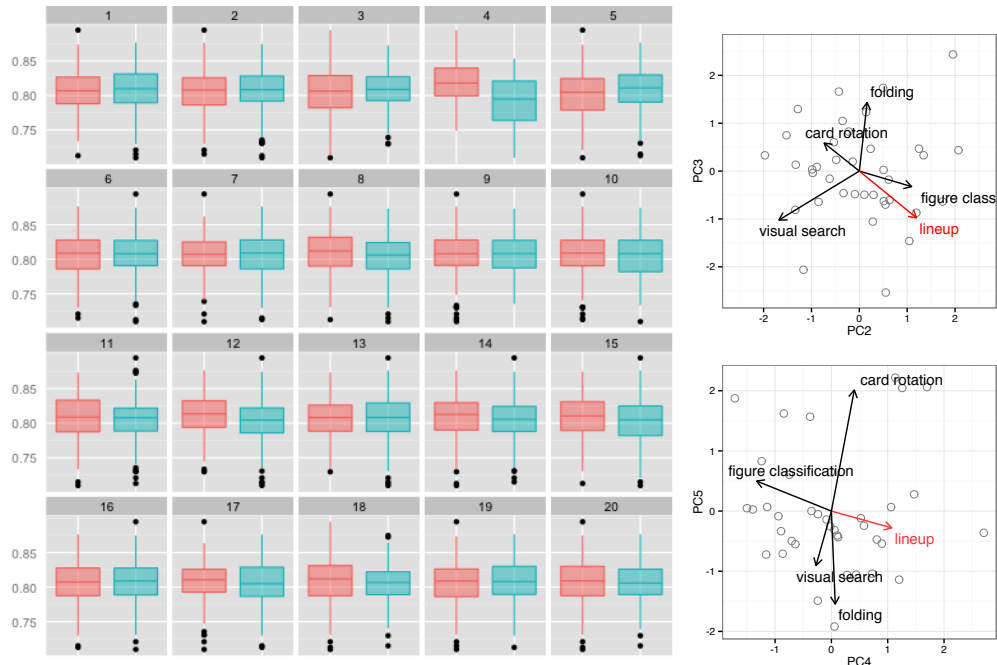 1 2 3 4 5
0.85
0.80
0.75
6 7 8 9 10
0.85
0.80
0.75
11 12 13 14 15
0.85
0.80
0.75
16 17 18 19 20
0.85
0.80
0.75
2
1
0
-1
-2
PC3
folding
card rotation
figure class
visual search
lineup
-2 -1 0 1 2
PC2
2
1
0
-1
-2
PC5
card rotation
figure classification
lineup
visual search
folding
-1 0 1 2
PC4